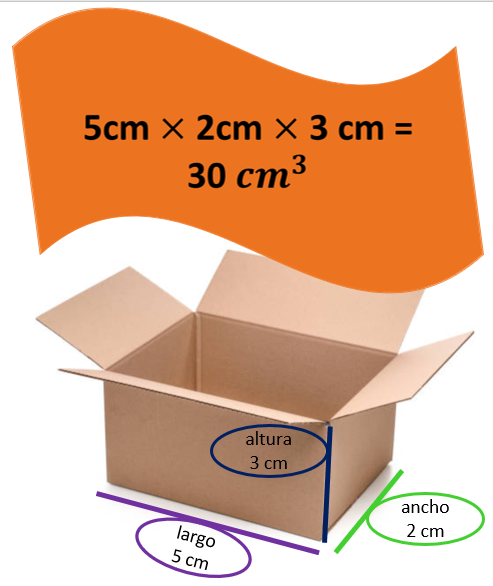 5cm × 2cm × 3 cm =
30 cm³
altura
3 cm
ancho
2 cm
largo
5 cm